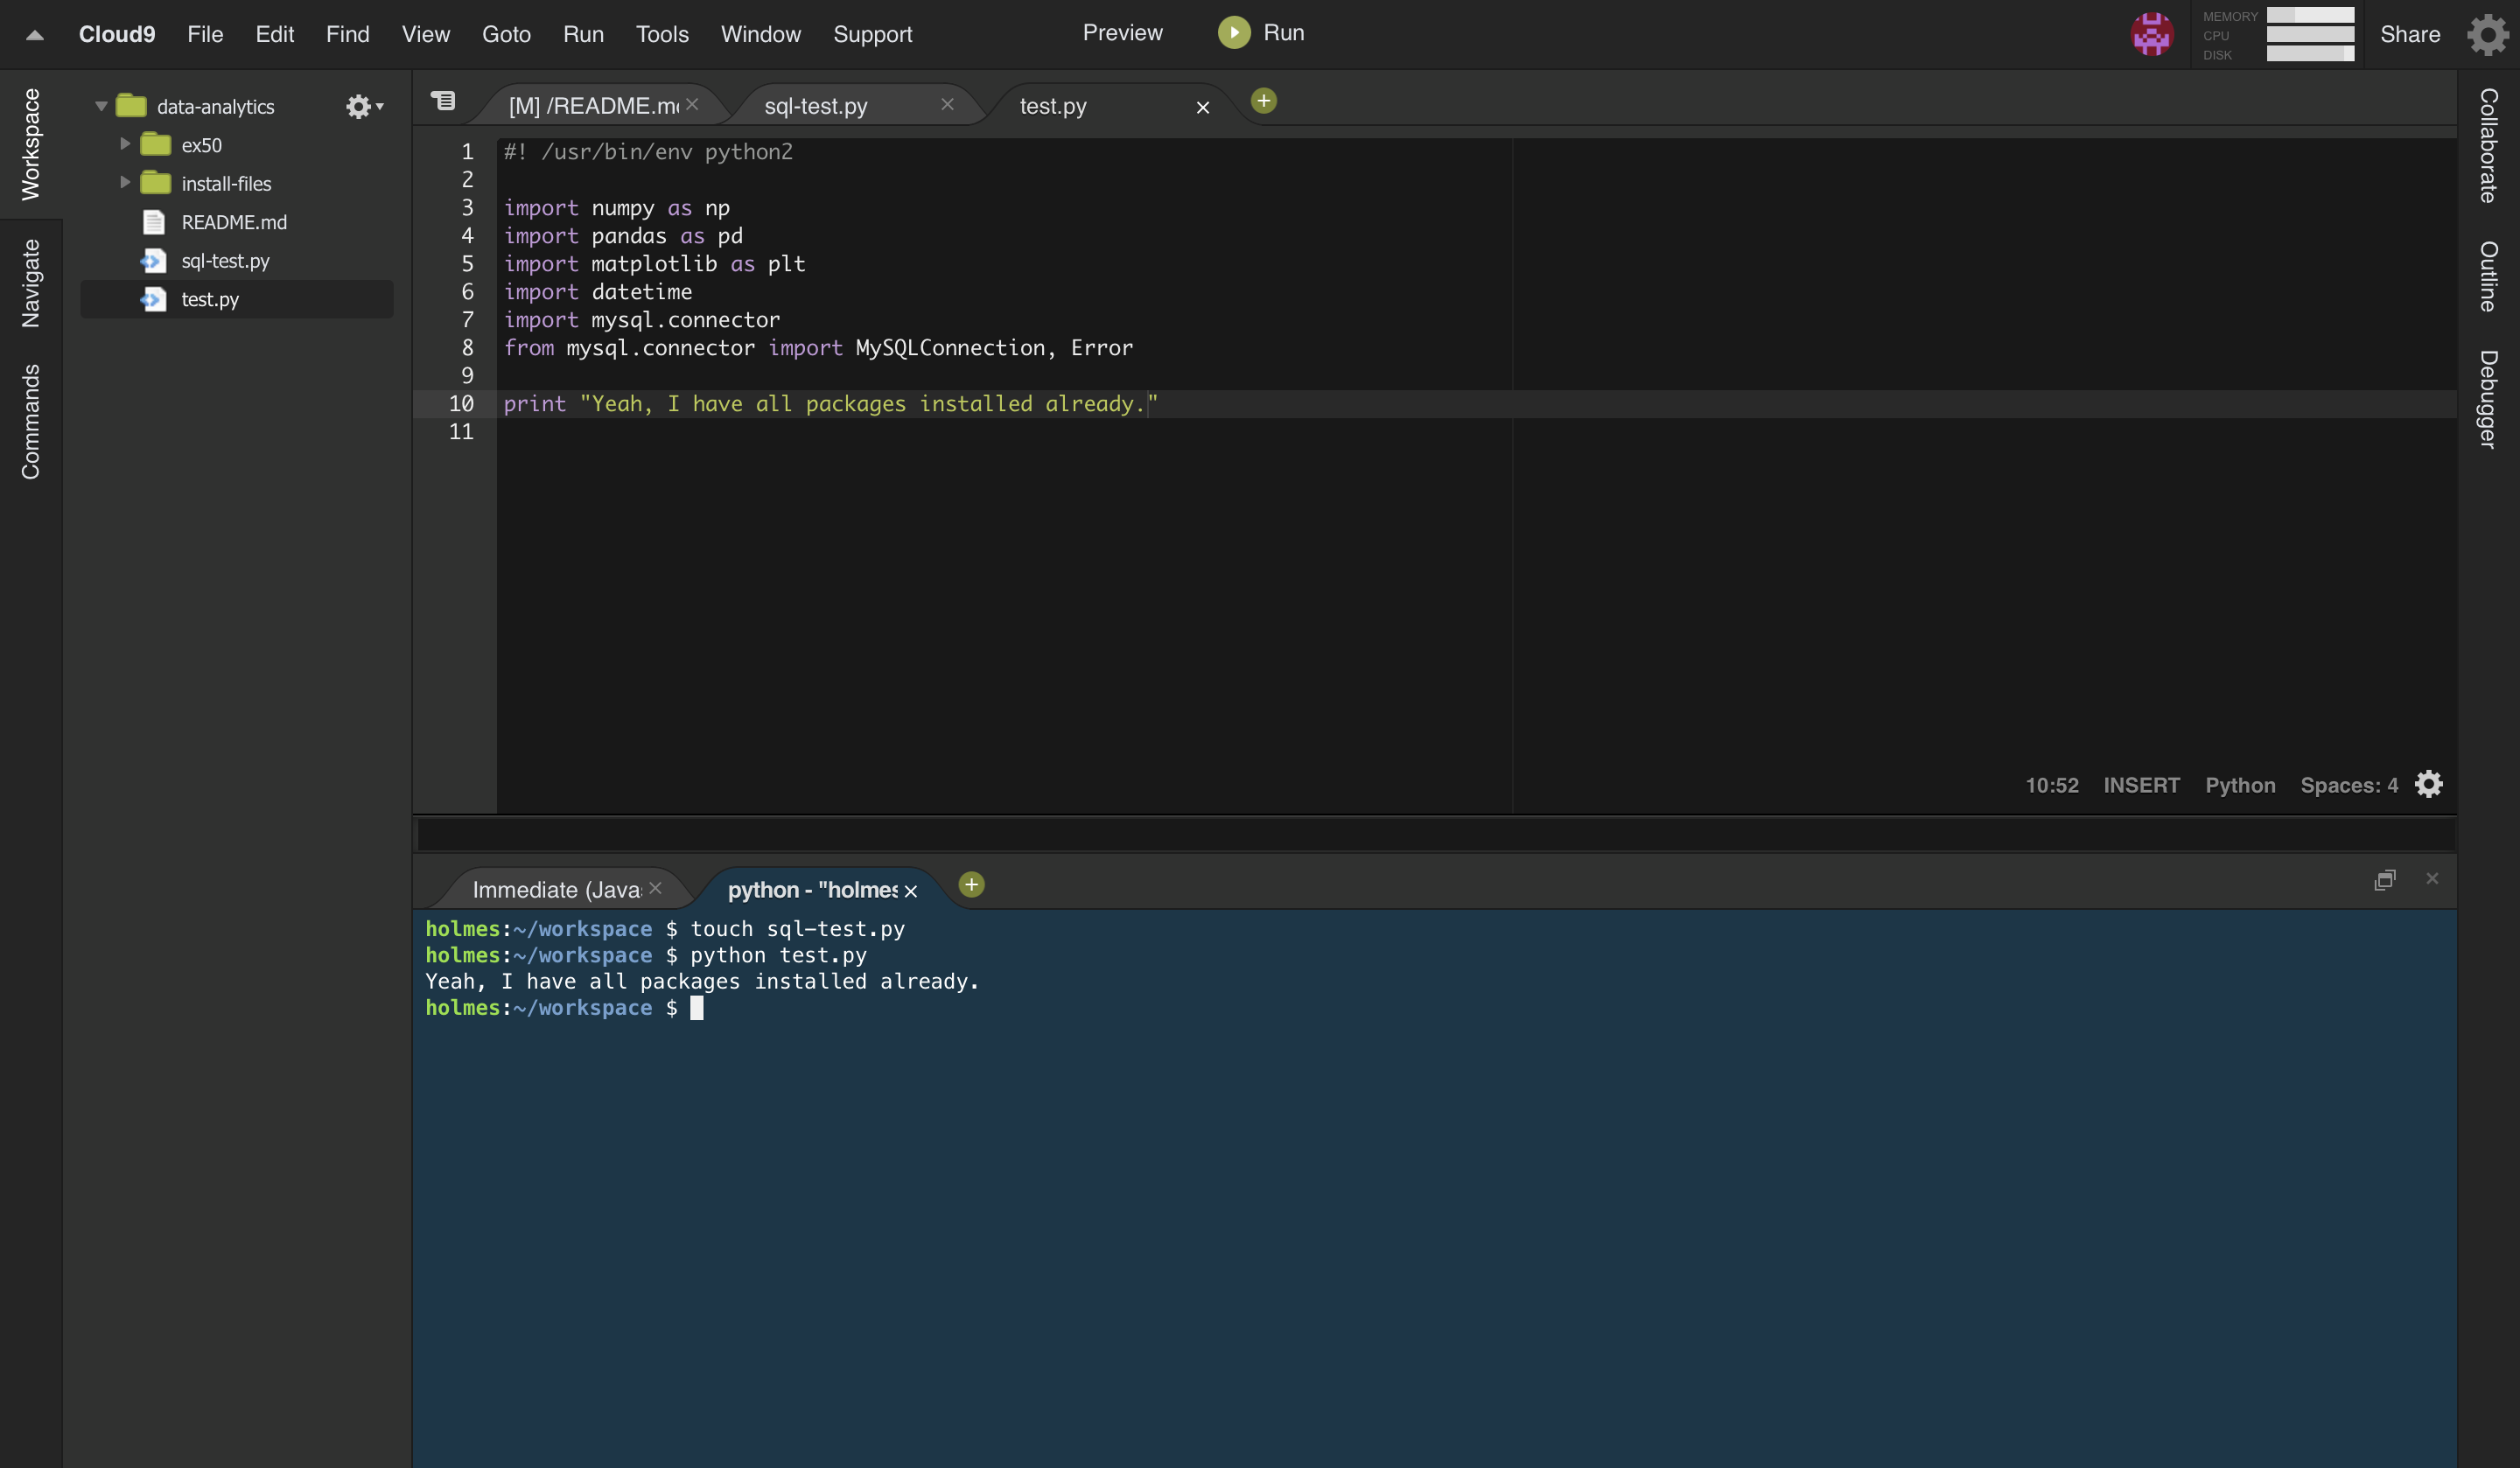 Cloud9 File Edit Find View Goto Run Tools Window Support Preview Run MEMORY CPU DISK Share
Workspace
Navigate
Commands
data-analytics
ex50
install-files
README.md
sql-test.py
test.py
[M] /README.m
sql-test.py
test.py
1 #! /usr/bin/env python2
2
3 import numpy as np
4 import pandas as pd
5 import matplotlib as plt
6 import datetime
7 import mysql.connector
8 from mysql.connector import MySQLConnection, Error
9
10 print "Yeah, I have all packages installed already."
11
10:52 INSERT Python Spaces: 4
Immediate (Java
python - "holmes
holmes:~/workspace $ touch sql-test.py
holmes:~/workspace $ python test.py
Yeah, I have all packages installed already.
holmes:~/workspace $
Collaborate
Outline
Debugger